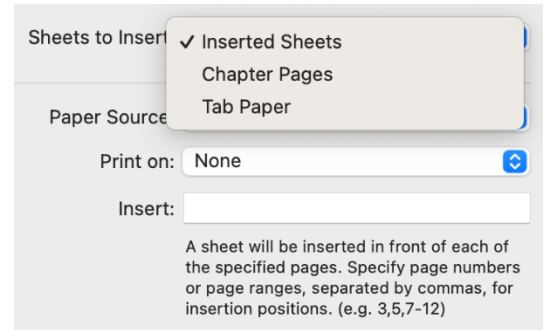 Sheets to Insert
✓ Inserted Sheets
Chapter Pages
Tab Paper
Paper Source
Print on: None
Insert:
A sheet will be inserted in front of each of
the specified pages. Specify page numbers
or page ranges, separated by commas, for
insertion positions. (e.g. 3,5,7-12)